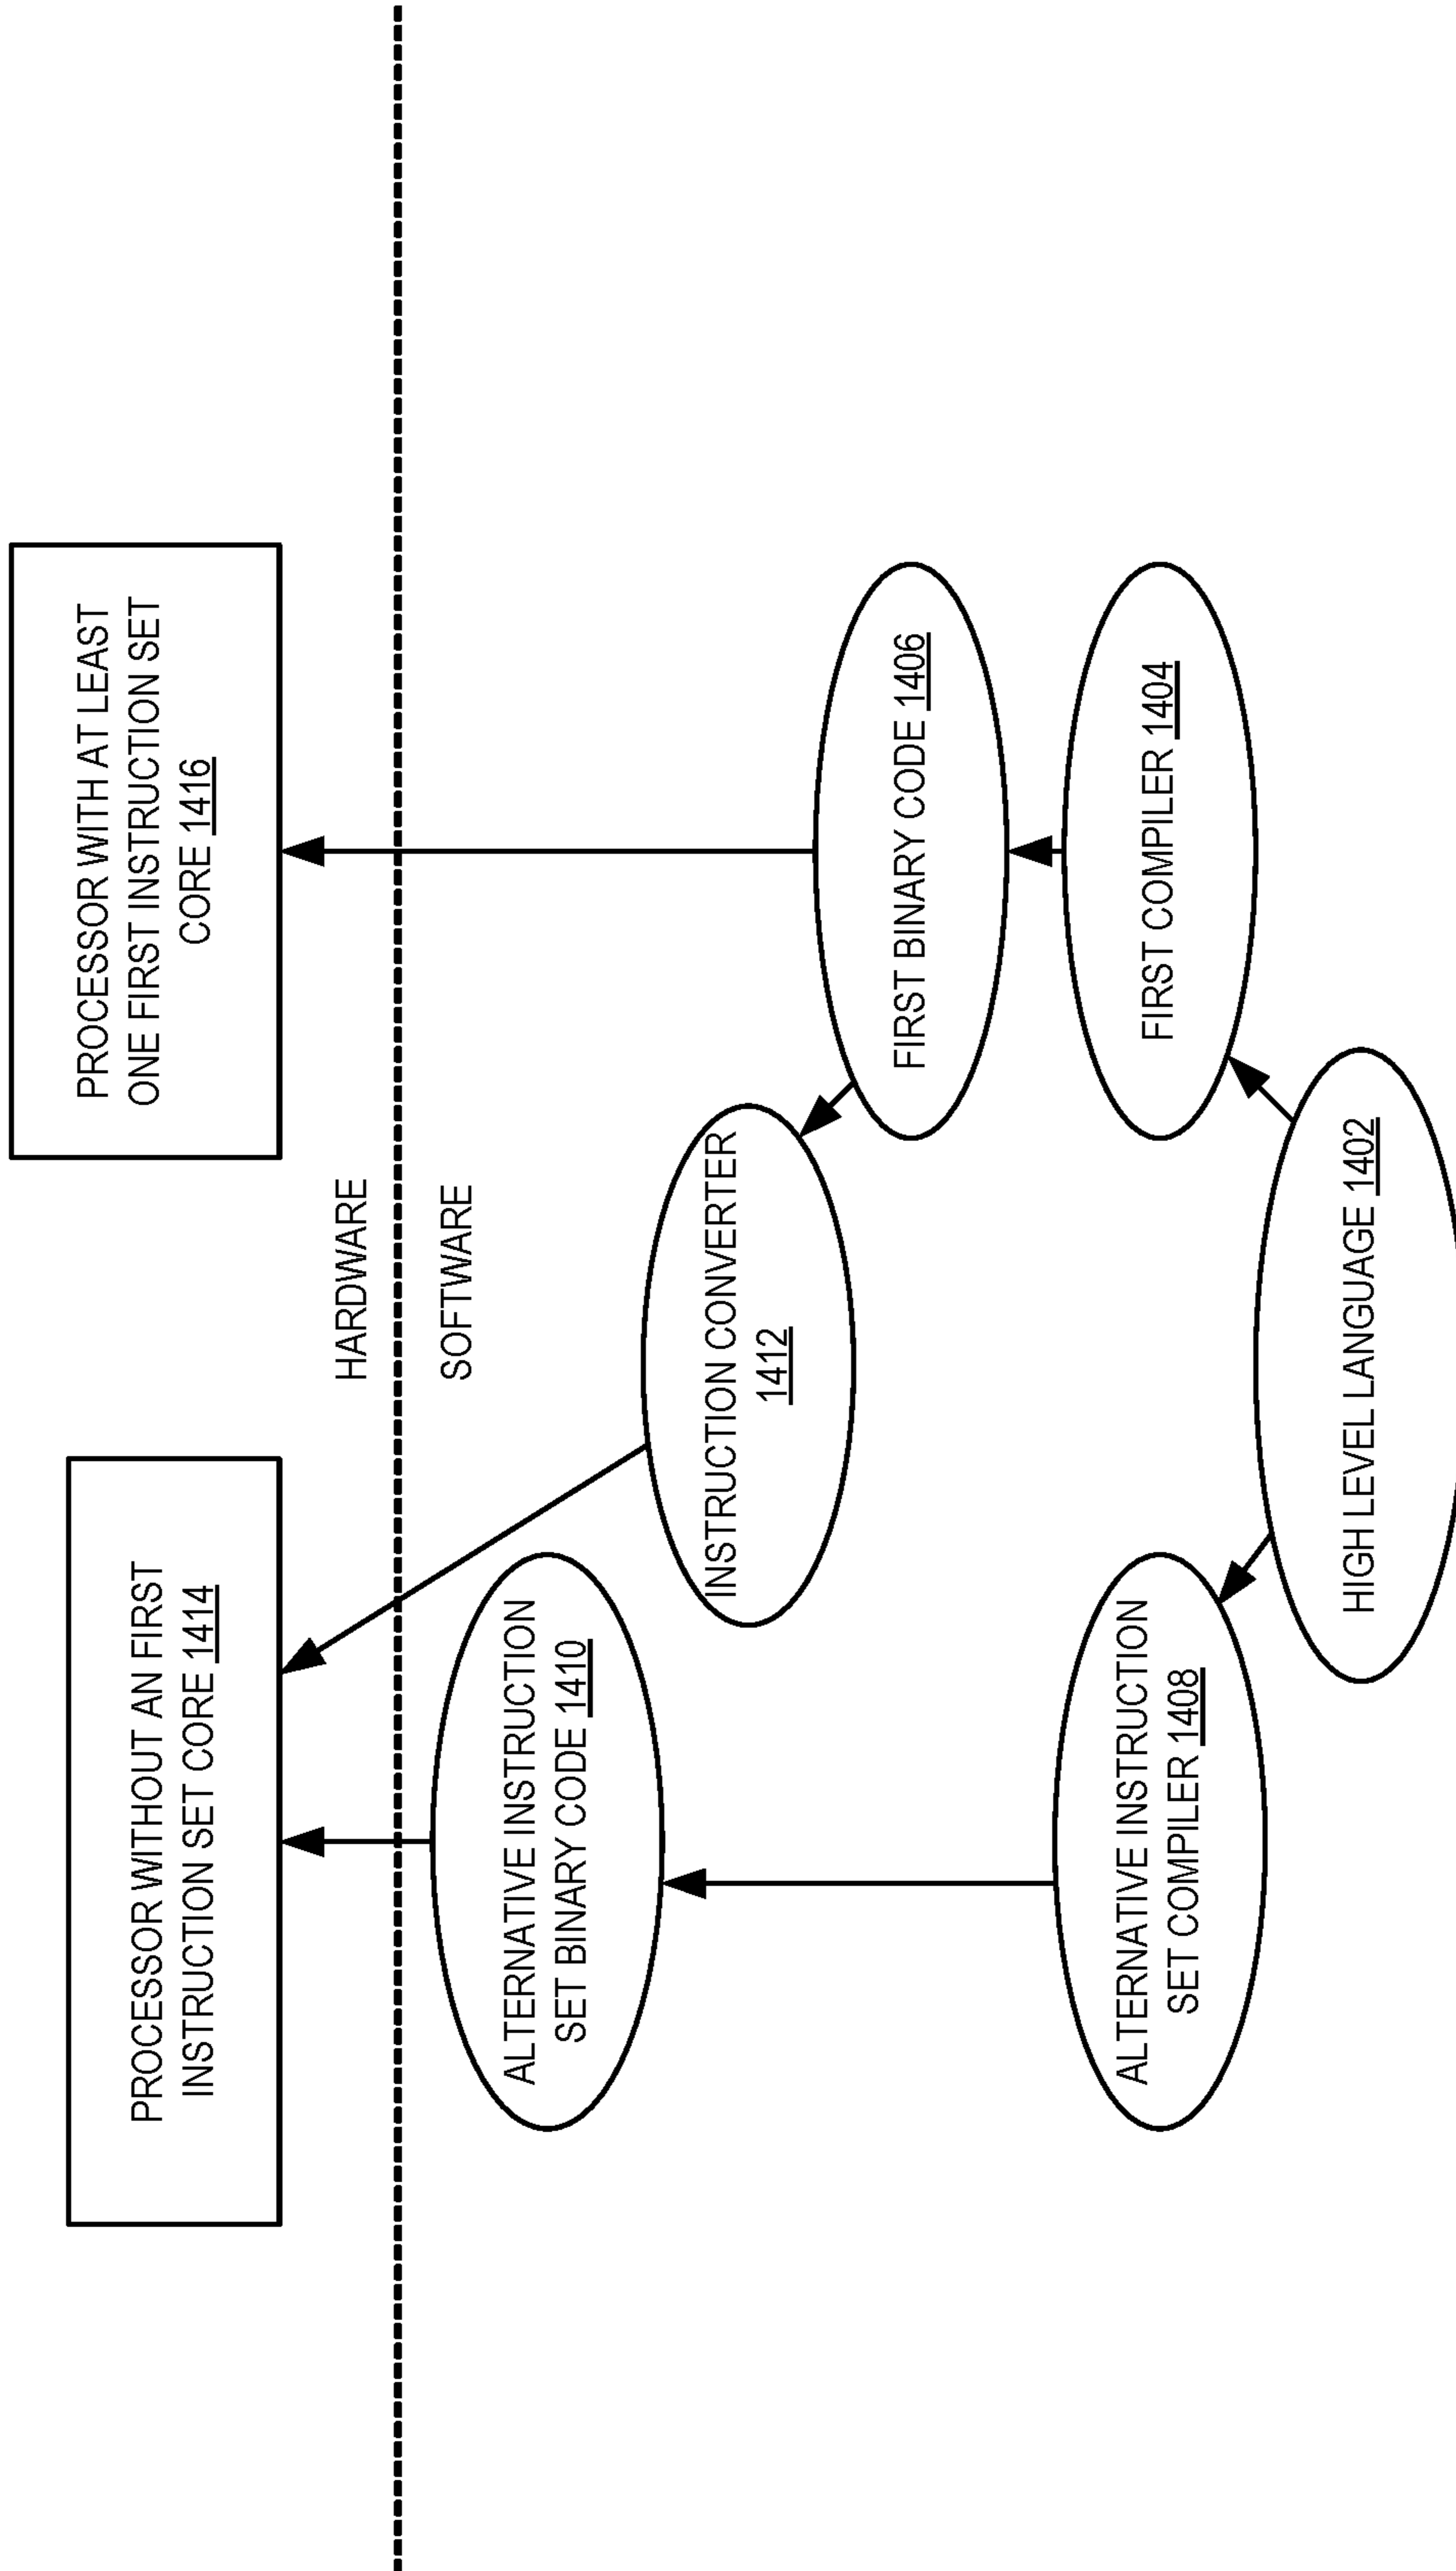 PROCESSOR WITHOUT AN FIRST
INSTRUCTION SET CORE 1414
PROCESSOR WITH AT LEAST
ONE FIRST INSTRUCTION SET
CORE 1416
HARDWARE
SOFTWARE
ALTERNATIVE INSTRUCTION
SET BINARY CODE 1410
INSTRUCTION CONVERTER
1412
FIRST BINARY CODE 1406
ALTERNATIVE INSTRUCTION
SET COMPILER 1408
FIRST COMPILER 1404
HIGH LEVEL LANGUAGE 1402